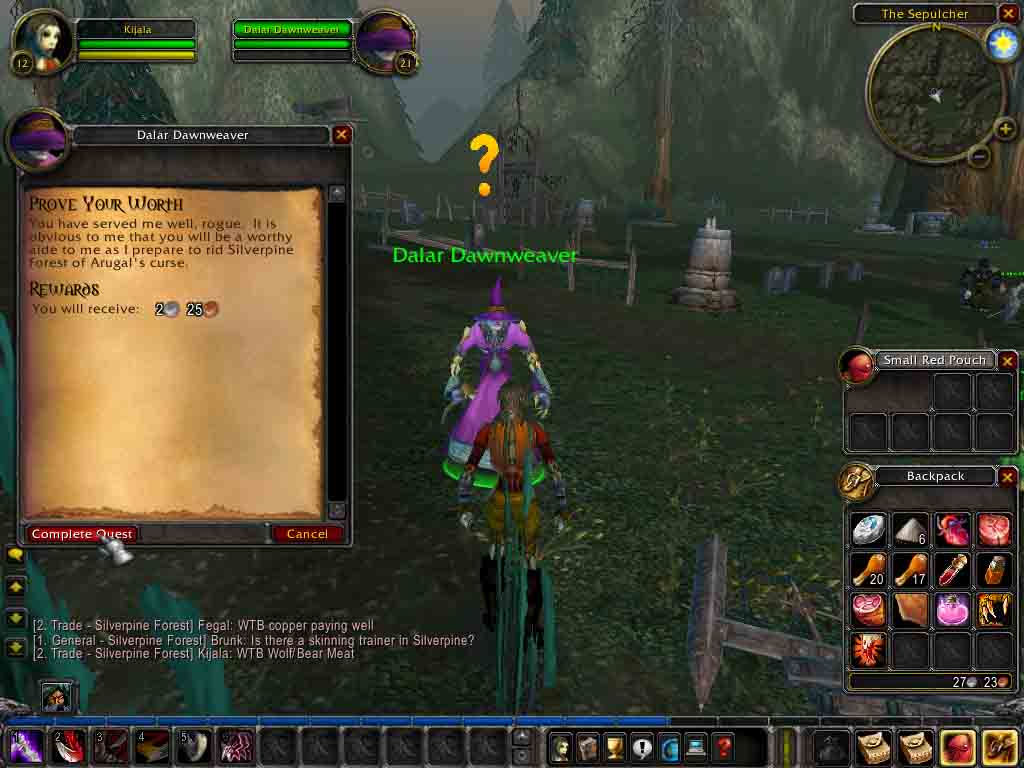 Kijala
Dalar Dawnweaver
The Sepulcher
N
12
21
Dalar Dawnweaver
Prove Your Worth
You have served me well, rogue. It is
obvious to me that you will be a worthy
aide to me as I prepare to rid Silverpine
Forest of Arugal's curse.
Rewards
You will receive: 2 25
Complete Quest
Cancel
?
Dalar Dawnweaver
Small Red Pouch
Backpack
6
20 17
27 23
[2. Trade - Silverpine Forest] Fegal: WTB copper paying well
[1. General - Silverpine Forest] Brunk: Is there a skinning trainer in Silverpine?
[2. Trade - Silverpine Forest] Kijala: WTB Wolf/Bear Meat
1 2 3 4 5 6